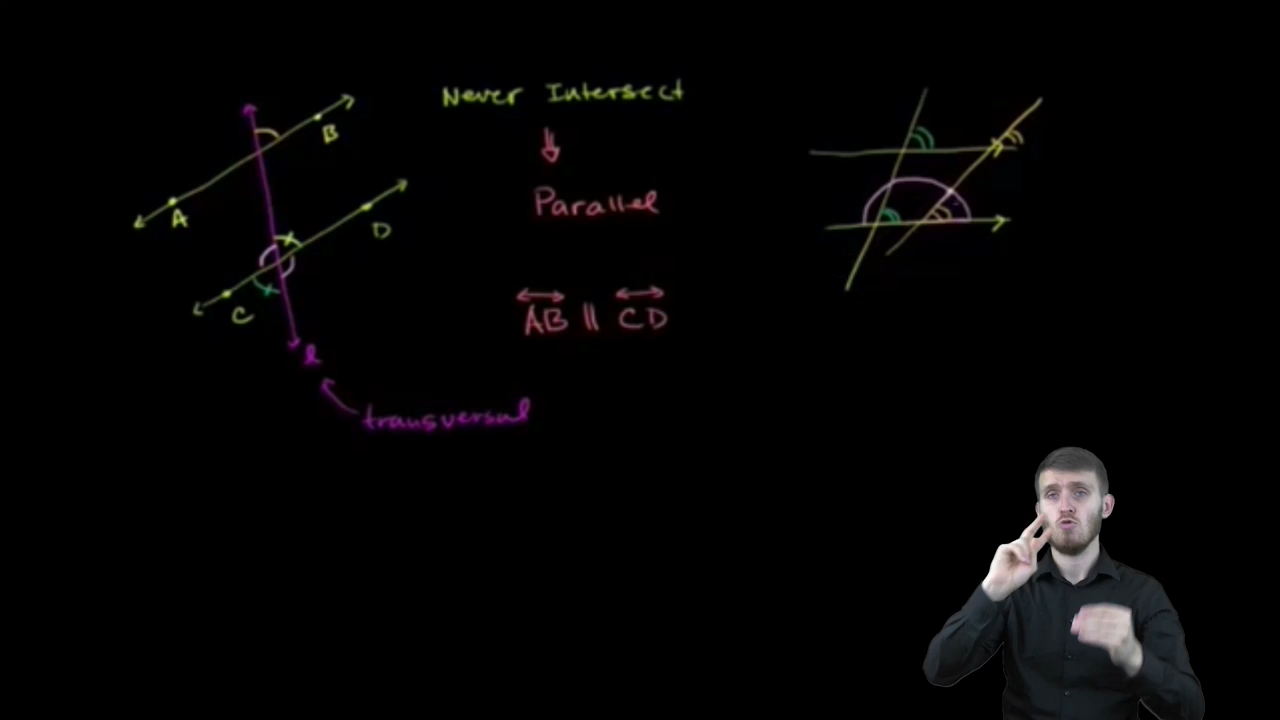 Never Intersect
⇓
Parallel
AB || CD
B
A
D
C
x
x
l
transversal